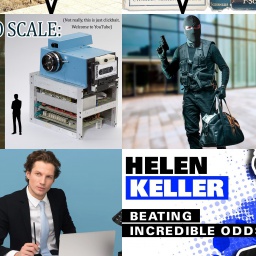 O SCALE:
(Not really, this is just clickbait.
Welcome to YouTube)
HELEN
KELLER
BEATING
INCREDIBLE ODDS